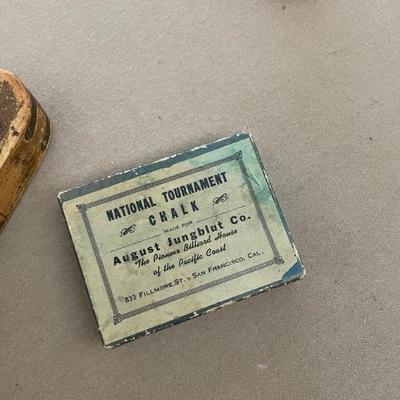 NATIONAL TOURNAMENT
CHALK
MADE FOR
August Jungblut Co.
"The Pioneer Billiard House
of the Pacific Coast
833 FILLMORE ST. - SAN FRANCISCO, CAL.